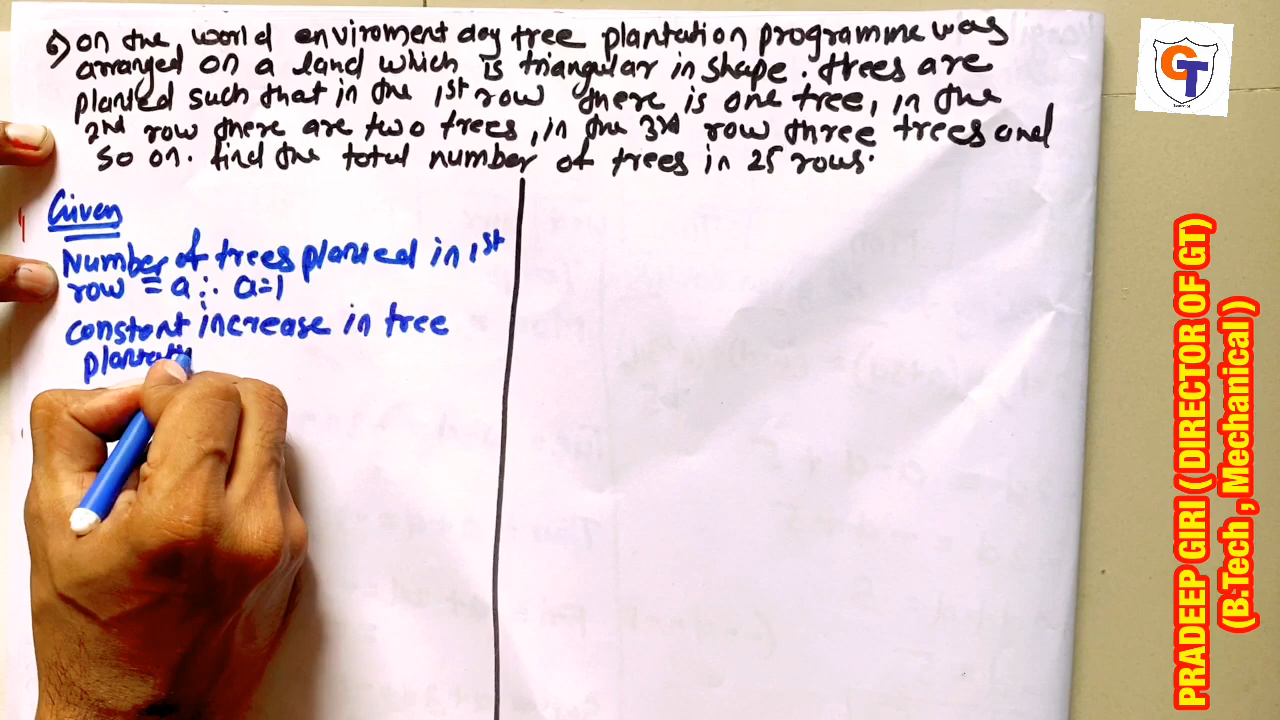 6) on the world enviroment day tree plantation programme was
arranged on a land which is triangular in shape. trees are
planted such that in the 1st row there is one tree, in the
2nd row there are two trees, in the 3rd row three trees and
so on. find the total number of trees in 25 rows.
Given
Number of trees planted in 1st
row = a ∴ a=1
constant increase in tree
plantati
GT
PRADEEP GIRI ( DIRECTOR OF GT)
(B.Tech , Mechanical )